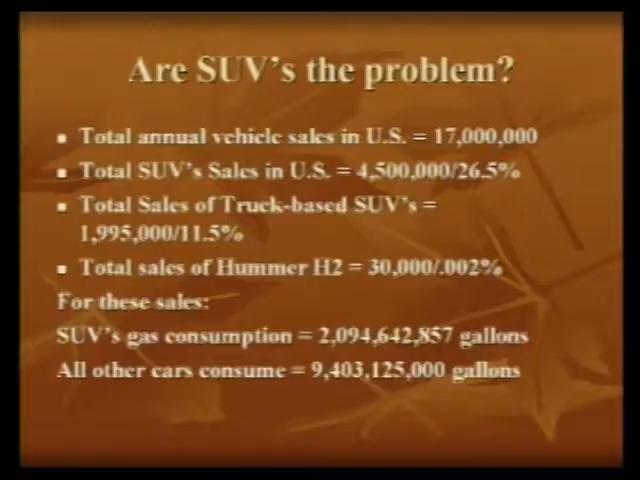 Are SUV's the problem?
Total annual vehicle sales in U.S. = 17,000,000
Total SUV's Sales in U.S. = 4,500,000/26.5%
Total Sales of Truck-based SUV's =
1,995,000/11.5%
Total sales of Hummer H2 = 30,000/.002%
For these sales:
SUV's gas consumption = 2,094,642,857 gallons
All other cars consume = 9,403,125,000 gallons